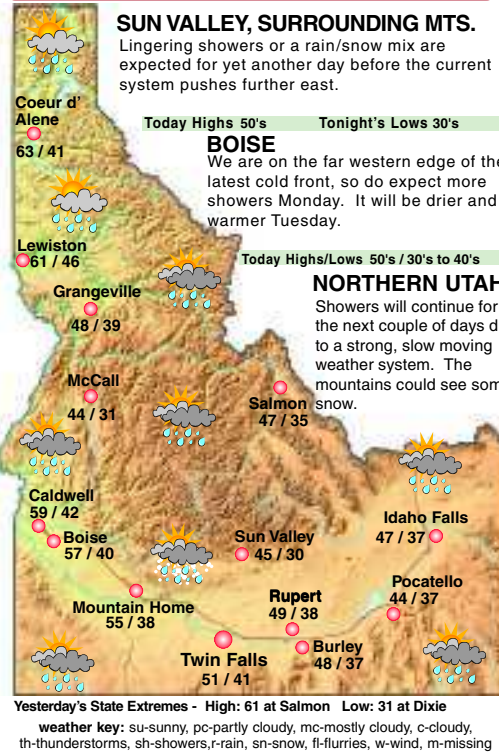 SUN VALLEY, SURROUNDING MTS.
Lingering showers or a rain/snow mix are
expected for yet another day before the current
system pushes further east.
Today Highs 50's Tonight's Lows 30's
BOISE
We are on the far western edge of the
latest cold front, so do expect more
showers Monday. It will be drier and
warmer Tuesday.
Today Highs/Lows 50's / 30's to 40's
NORTHERN UTAH
Showers will continue for
the next couple of days d
to a strong, slow moving
weather system. The
mountains could see som
snow.
Coeur d'
Alene
63 / 41
Lewiston
61 / 46
Grangeville
48 / 39
McCall
44 / 31
Salmon
47 / 35
Caldwell
59 / 42
Boise
57 / 40
Sun Valley
45 / 30
Idaho Falls
47 / 37
Pocatello
44 / 37
Mountain Home
55 / 38
Rupert
49 / 38
Burley
48 / 37
Twin Falls
51 / 41
Yesterday's State Extremes - High: 61 at Salmon Low: 31 at Dixie
weather key: su-sunny, pc-partly cloudy, mc-mostly cloudy, c-cloudy,
th-thunderstorms, sh-showers,r-rain, sn-snow, fl-flurries, w-wind, m-missing